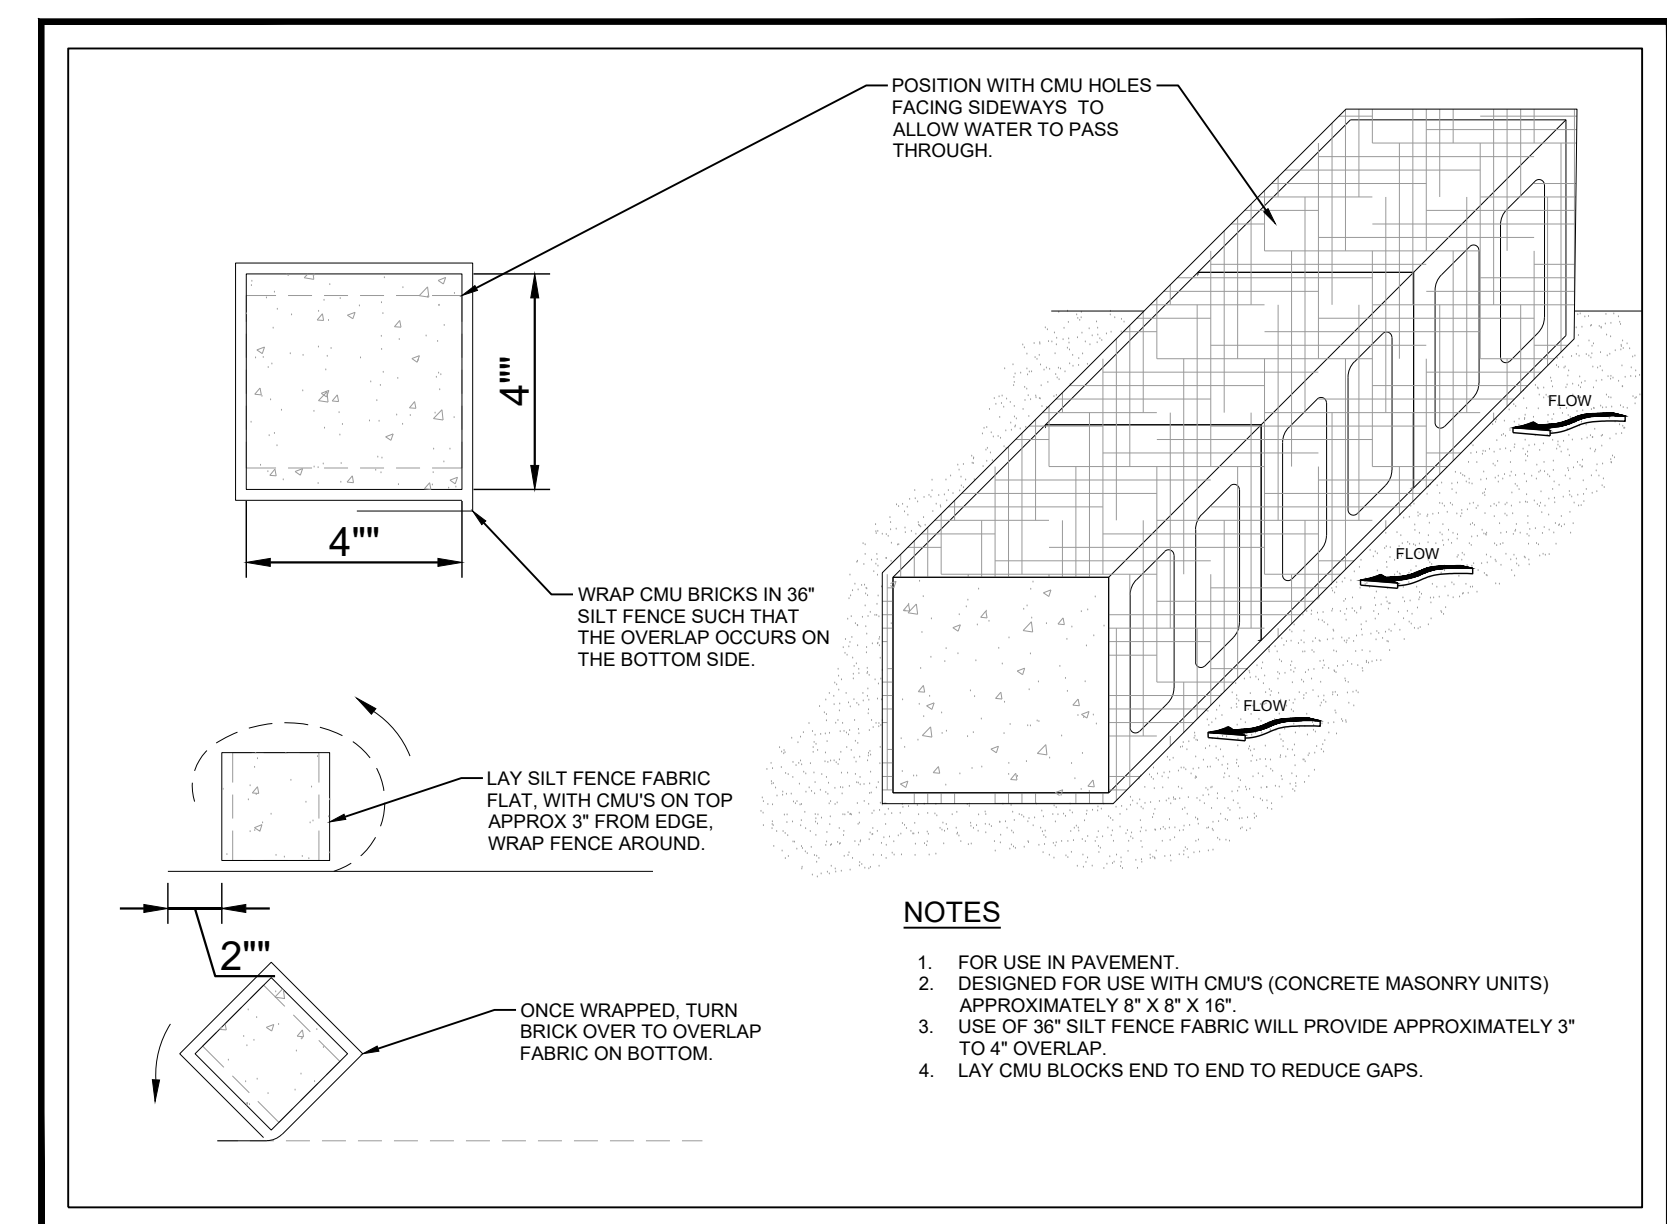 POSITION WITH CMU HOLES
FACING SIDEWAYS TO
ALLOW WATER TO PASS
THROUGH.
4""
4""
WRAP CMU BRICKS IN 36"
SILT FENCE SUCH THAT
THE OVERLAP OCCURS ON
THE BOTTOM SIDE.
FLOW
FLOW
FLOW
LAY SILT FENCE FABRIC
FLAT, WITH CMU'S ON TOP
APPROX 3" FROM EDGE,
WRAP FENCE AROUND.
2""
ONCE WRAPPED, TURN
BRICK OVER TO OVERLAP
FABRIC ON BOTTOM.
NOTES
1. FOR USE IN PAVEMENT.
2. DESIGNED FOR USE WITH CMU'S (CONCRETE MASONRY UNITS)
APPROXIMATELY 8" X 8" X 16".
3. USE OF 36" SILT FENCE FABRIC WILL PROVIDE APPROXIMATELY 3"
TO 4" OVERLAP.
4. LAY CMU BLOCKS END TO END TO REDUCE GAPS.